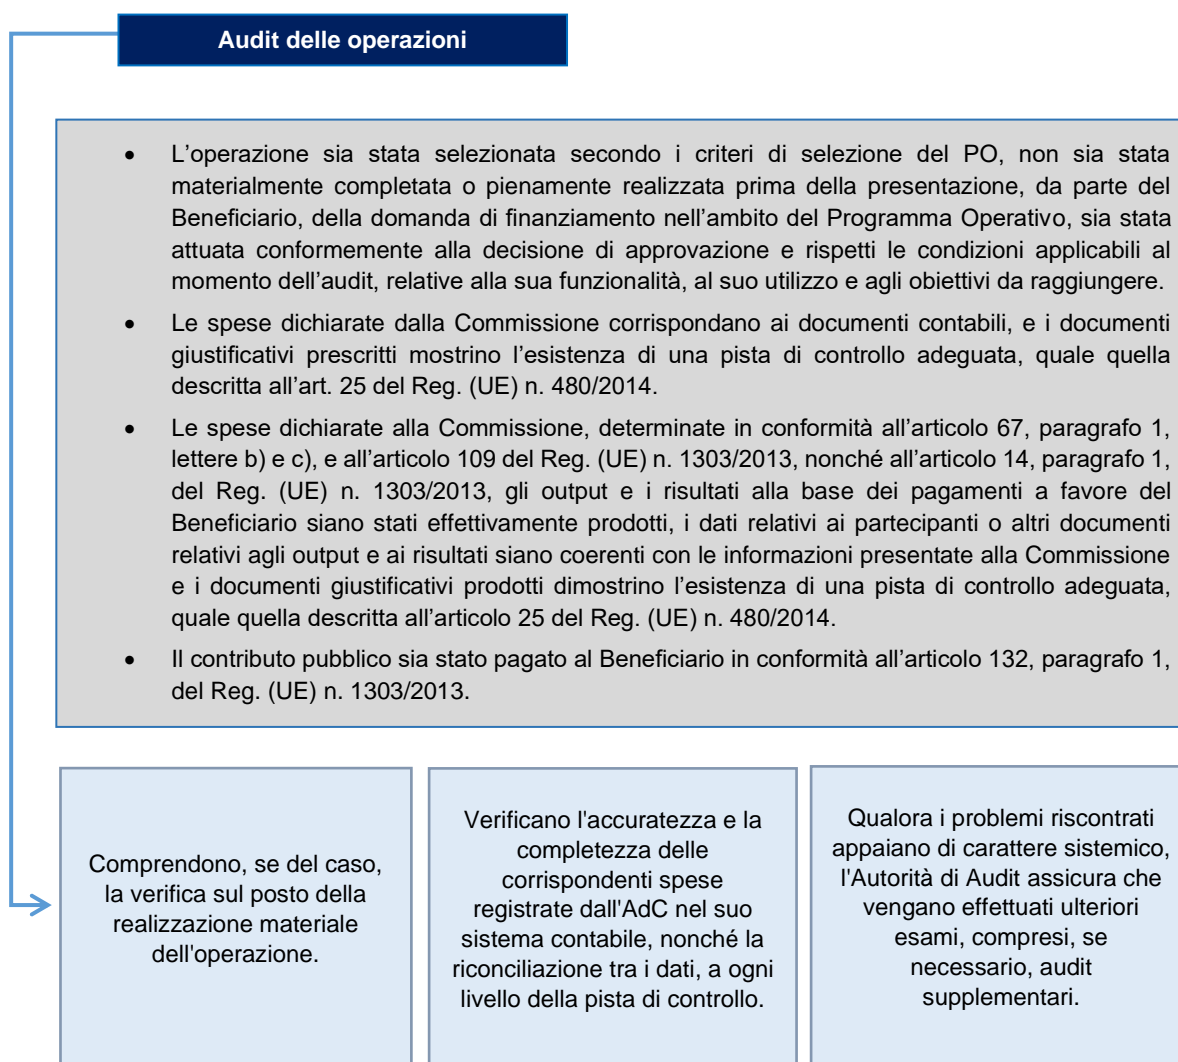 Audit delle operazioni
• L’operazione sia stata selezionata secondo i criteri di selezione del PO, non sia stata
materialmente completata o pienamente realizzata prima della presentazione, da parte del
Beneficiario, della domanda di finanziamento nell’ambito del Programma Operativo, sia stata
attuata conformemente alla decisione di approvazione e rispetti le condizioni applicabili al
momento dell’audit, relative alla sua funzionalità, al suo utilizzo e agli obiettivi da raggiungere.
• Le spese dichiarate dalla Commissione corrispondano ai documenti contabili, e i documenti
giustificativi prescritti mostrino l’esistenza di una pista di controllo adeguata, quale quella
descritta all’art. 25 del Reg. (UE) n. 480/2014.
• Le spese dichiarate alla Commissione, determinate in conformità all’articolo 67, paragrafo 1,
lettere b) e c), e all’articolo 109 del Reg. (UE) n. 1303/2013, nonché all’articolo 14, paragrafo 1,
del Reg. (UE) n. 1303/2013, gli output e i risultati alla base dei pagamenti a favore del
Beneficiario siano stati effettivamente prodotti, i dati relativi ai partecipanti o altri documenti
relativi agli output e ai risultati siano coerenti con le informazioni presentate alla Commissione
e i documenti giustificativi prodotti dimostrino l’esistenza di una pista di controllo adeguata,
quale quella descritta all’articolo 25 del Reg. (UE) n. 480/2014.
• Il contributo pubblico sia stato pagato al Beneficiario in conformità all’articolo 132, paragrafo 1,
del Reg. (UE) n. 1303/2013.
Comprendono, se del caso,
la verifica sul posto della
realizzazione materiale
dell'operazione.
Verificano l'accuratezza e la
completezza delle
corrispondenti spese
registrate dall'AdC nel suo
sistema contabile, nonché la
riconciliazione tra i dati, a ogni
livello della pista di controllo.
Qualora i problemi riscontrati
appaiano di carattere sistemico,
l'Autorità di Audit assicura che
vengano effettuati ulteriori
esami, compresi, se
necessario, audit
supplementari.